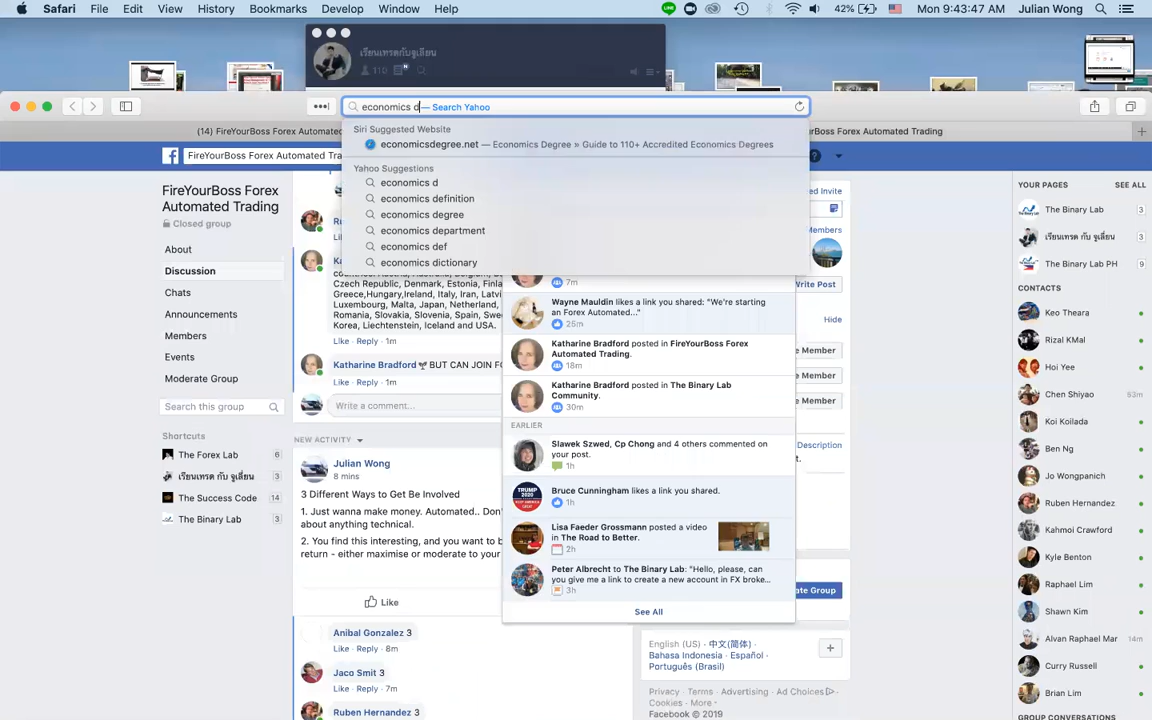 Safari File Edit View History Bookmarks Develop Window Help
42% Mon 9:43:47 AM Julian Wong
เรียนเทรดกับจูเลียน
110
economics d — Search Yahoo
Siri Suggested Website
economicsdegree.net — Economics Degree » Guide to 110+ Accredited Economics Degrees
Yahoo Suggestions
economics d
economics definition
economics degree
economics department
economics def
economics dictionary
(14) FireYourBoss Forex Automated
ourBoss Forex Automated Trading
FireYourBoss Forex Automated Tra
FireYourBoss Forex
Automated Trading
Closed group
About
Discussion
Chats
Announcements
Members
Events
Moderate Group
Search this group
Shortcuts
The Forex Lab 6
เรียนเทรด กับ จูเลียน 3
The Success Code 14
The Binary Lab 3
Czech Republic, Denmark, Estonia, Finla
Greece,Hungary,Ireland, Italy, Iran, Latvi
Luxembourg, Malta, Japan, Netherland,
Romania, Slovakia, Slovenia, Spain, Swe
Korea, Liechtenstein, Iceland and USA.
Like · Reply · 1m
Katharine Bradford BUT CAN JOIN FO
Like · Reply · 1m
Write a comment...
NEW ACTIVITY
Julian Wong
8 mins
3 Different Ways to Get Be Involved
1. Just wanna make money. Automated.. Don'
about anything technical.
2. You find this interesting, and you want to b
return - either maximise or moderate to your
Like
Anibal Gonzalez 3
Like · Reply · 8m
Jaco Smit 3
Like · Reply · 7m
Ruben Hernandez 3
7m
Wayne Mauldin likes a link you shared: "We're starting
an Forex Automated..."
25m
Katharine Bradford posted in FireYourBoss Forex
Automated Trading.
18m
Katharine Bradford posted in The Binary Lab
Community.
30m
EARLIER
Slawek Szwed, Cp Chong and 4 others commented on
your post.
1h
TRUMP
2020
Bruce Cunningham likes a link you shared.
1h
Lisa Faeder Grossmann posted a video
in The Road to Better.
2h
Peter Albrecht to The Binary Lab: "Hello, please, can
you give me a link to create a new account in FX broke...
3h
See All
ed Invite
Members
Write Post
Hide
e Member
e Member
e Member
Description
t.
ate Group
English (US) · 中文(简体) ·
Bahasa Indonesia · Español ·
Português (Brasil)
Privacy · Terms · Advertising · Ad Choices
Cookies · More
Facebook © 2019
YOUR PAGES SEE ALL
The Binary Lab 3
เรียนเทรด กับ จูเลียน 3
The Binary Lab PH 9
CONTACTS
Keo Theara
Rizal KMal
Hoi Yee
Chen Shiyao 53m
Koi Koilada
Ben Ng
Jo Wongpanich
Ruben Hernandez
Kahmoi Crawford
Kyle Benton
Raphael Lim
Shawn Kim
Alvan Raphael Mar 14m
Curry Russell
Brian Lim
GROUP CONVERSATIONS